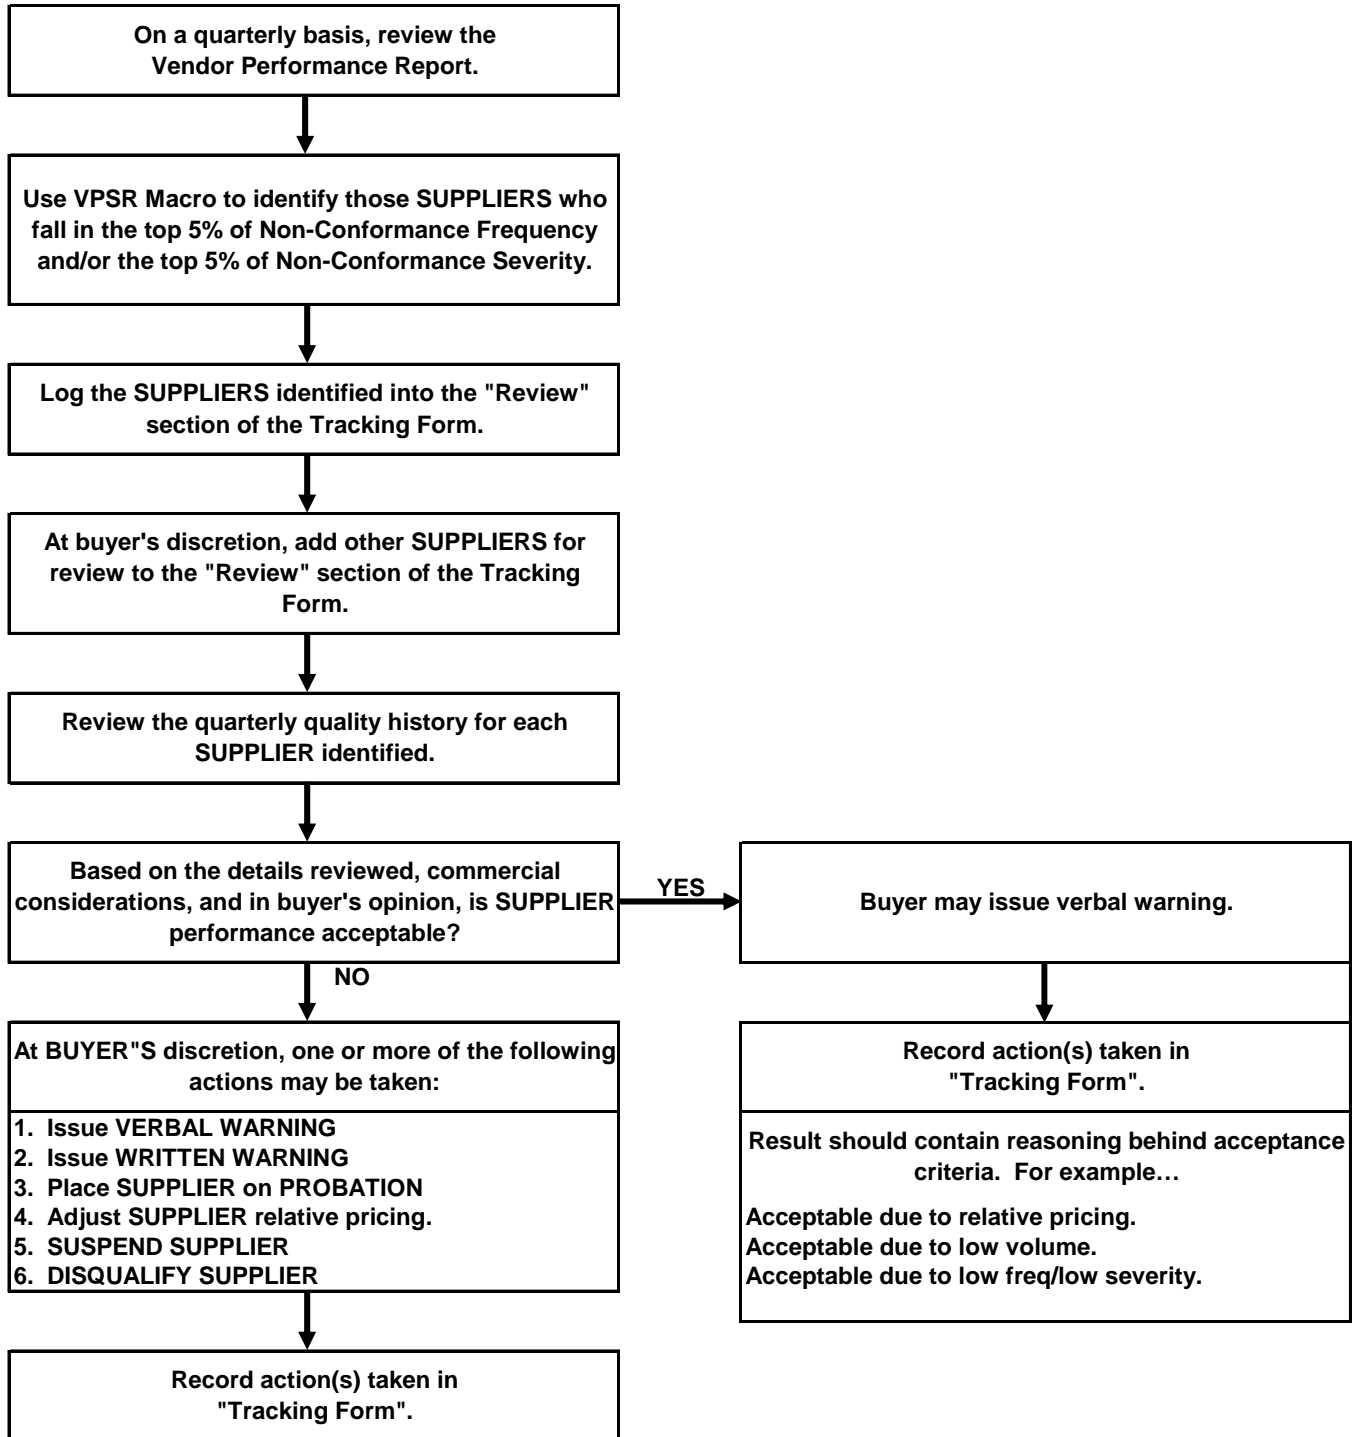 On a quarterly basis, review the
Vendor Performance Report.
Use VPSR Macro to identify those SUPPLIERS who
fall in the top 5% of Non-Conformance Frequency
and/or the top 5% of Non-Conformance Severity.
Log the SUPPLIERS identified into the "Review"
section of the Tracking Form.
At buyer's discretion, add other SUPPLIERS for
review to the "Review" section of the Tracking
Form.
Review the quarterly quality history for each
SUPPLIER identified.
Based on the details reviewed, commercial
considerations, and in buyer's opinion, is SUPPLIER
performance acceptable?
YES
Buyer may issue verbal warning.
NO
At BUYER"S discretion, one or more of the following
actions may be taken:
1. Issue VERBAL WARNING
2. Issue WRITTEN WARNING
3. Place SUPPLIER on PROBATION
4. Adjust SUPPLIER relative pricing.
5. SUSPEND SUPPLIER
6. DISQUALIFY SUPPLIER
Record action(s) taken in
"Tracking Form".
Result should contain reasoning behind acceptance
criteria. For example…
Acceptable due to relative pricing.
Acceptable due to low volume.
Acceptable due to low freq/low severity.
Record action(s) taken in
"Tracking Form".